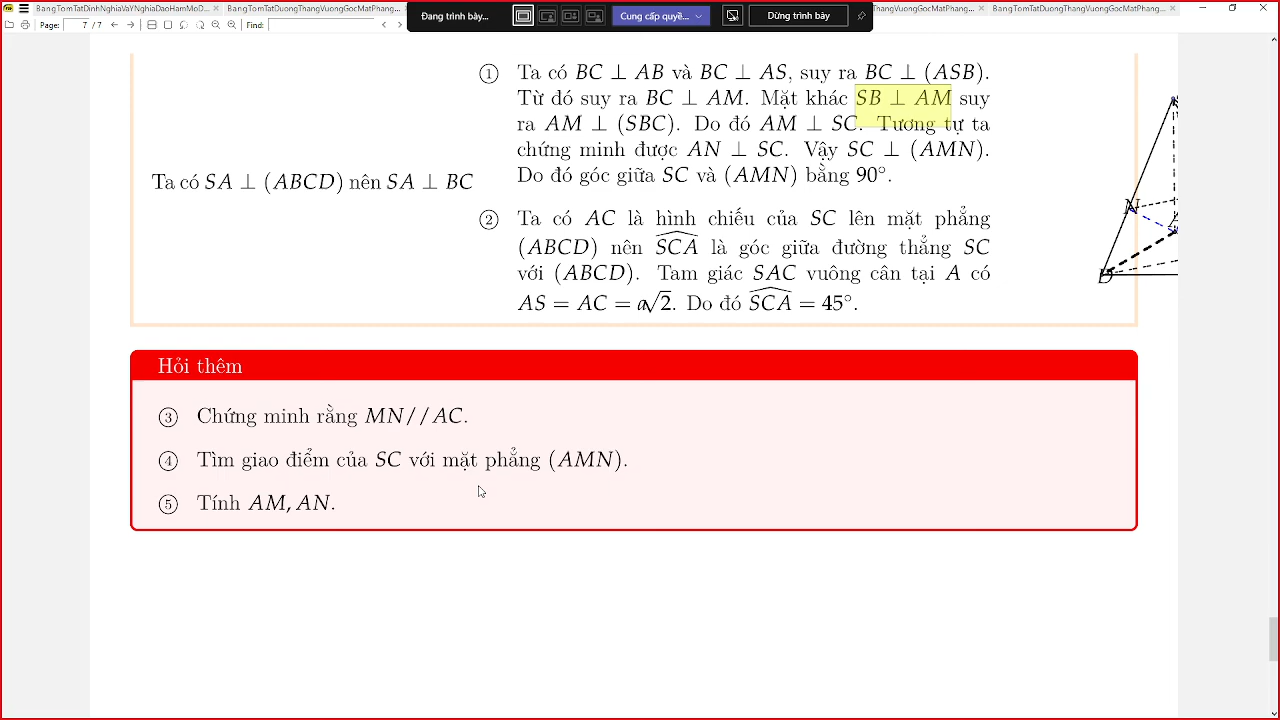 BangTomTatDinhNghiaVaYNghiaDaoHamMoD...
BangTomTatDuongThangVuongGocMatPhang...
ThangVuongGocMatPhang...
BangTomTatDuongThangVuongGocMatPhang...
Đang trình bày...
Cung cấp quyề...
Dừng trình bày
Page: 7 / 7
Find:
Ta có SA ⊥ (ABCD) nên SA ⊥ BC
① Ta có BC ⊥ AB và BC ⊥ AS, suy ra BC ⊥ (ASB).
Từ đó suy ra BC ⊥ AM. Mặt khác SB ⊥ AM suy
ra AM ⊥ (SBC). Do đó AM ⊥ SC. Tương tự ta
chứng minh được AN ⊥ SC. Vậy SC ⊥ (AMN).
Do đó góc giữa SC và (AMN) bằng 90°.
② Ta có AC là hình chiếu của SC lên mặt phẳng
(ABCD) nên \widehat{SCA} là góc giữa đường thẳng SC
với (ABCD). Tam giác SAC vuông cân tại A có
AS = AC = a√2. Do đó \widehat{SCA} = 45°.
N
D
Hỏi thêm
③ Chứng minh rằng MN//AC.
④ Tìm giao điểm của SC với mặt phẳng (AMN).
⑤ Tính AM, AN.